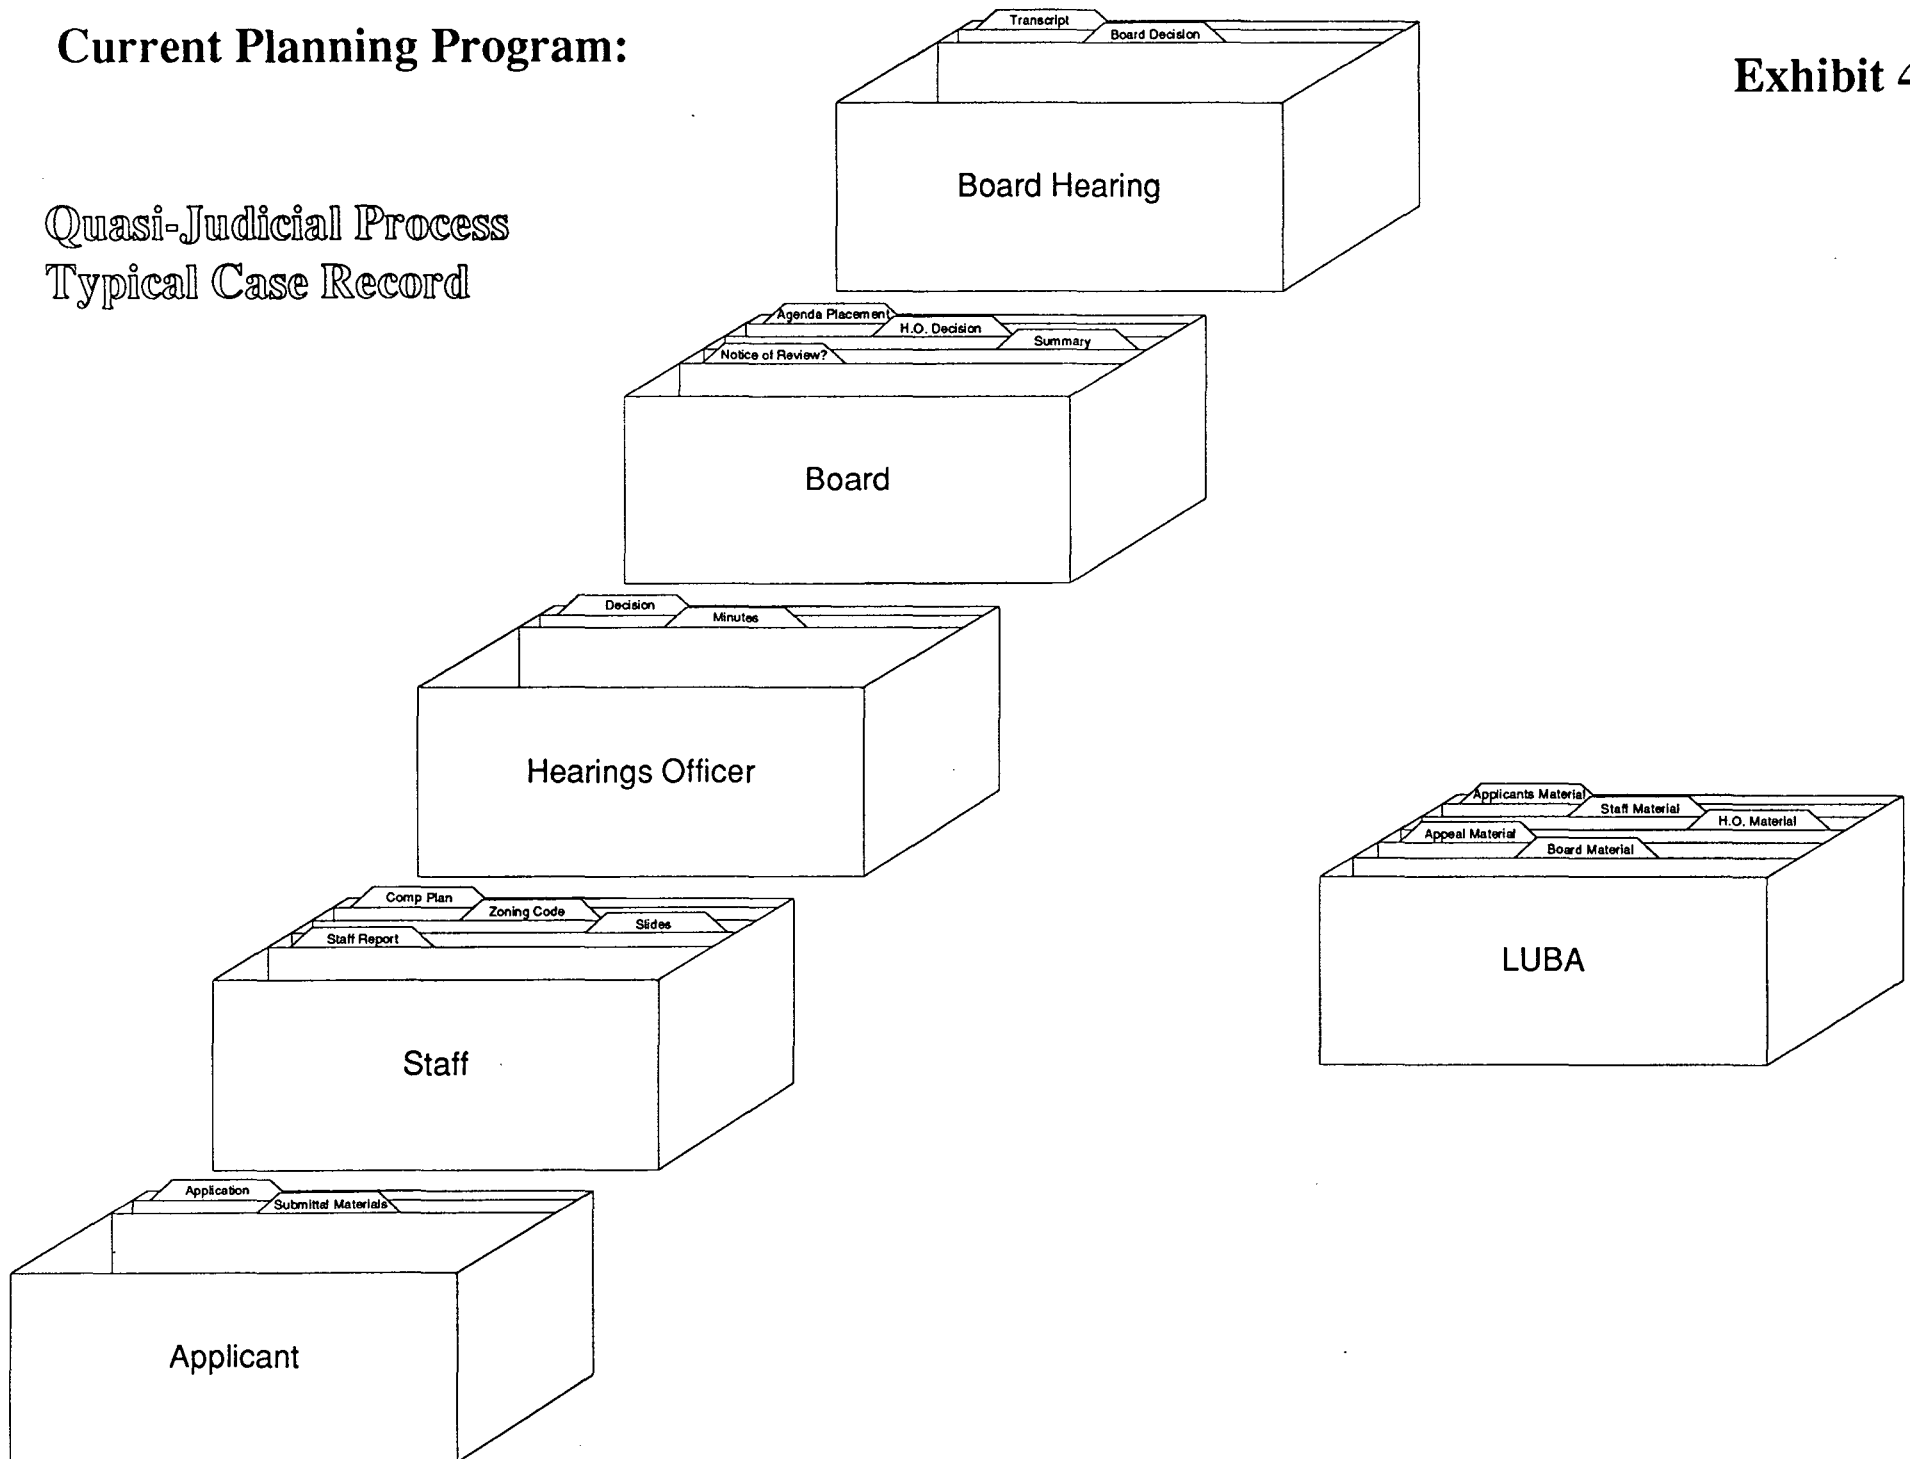 Current Planning Program:
Exhibit 4
Quasi-Judicial Process
Typical Case Record
Transcript
Board Decision
Board Hearing
Agenda Placement
H.O. Decision
Summary
Notice of Review?
Board
Decision
Minutes
Hearings Officer
Applicants Material
Staff Material
H.O. Material
Appeal Material
Board Material
LUBA
Comp Plan
Zoning Code
Slides
Staff Report
Staff
Application
Submittal Materials
Applicant